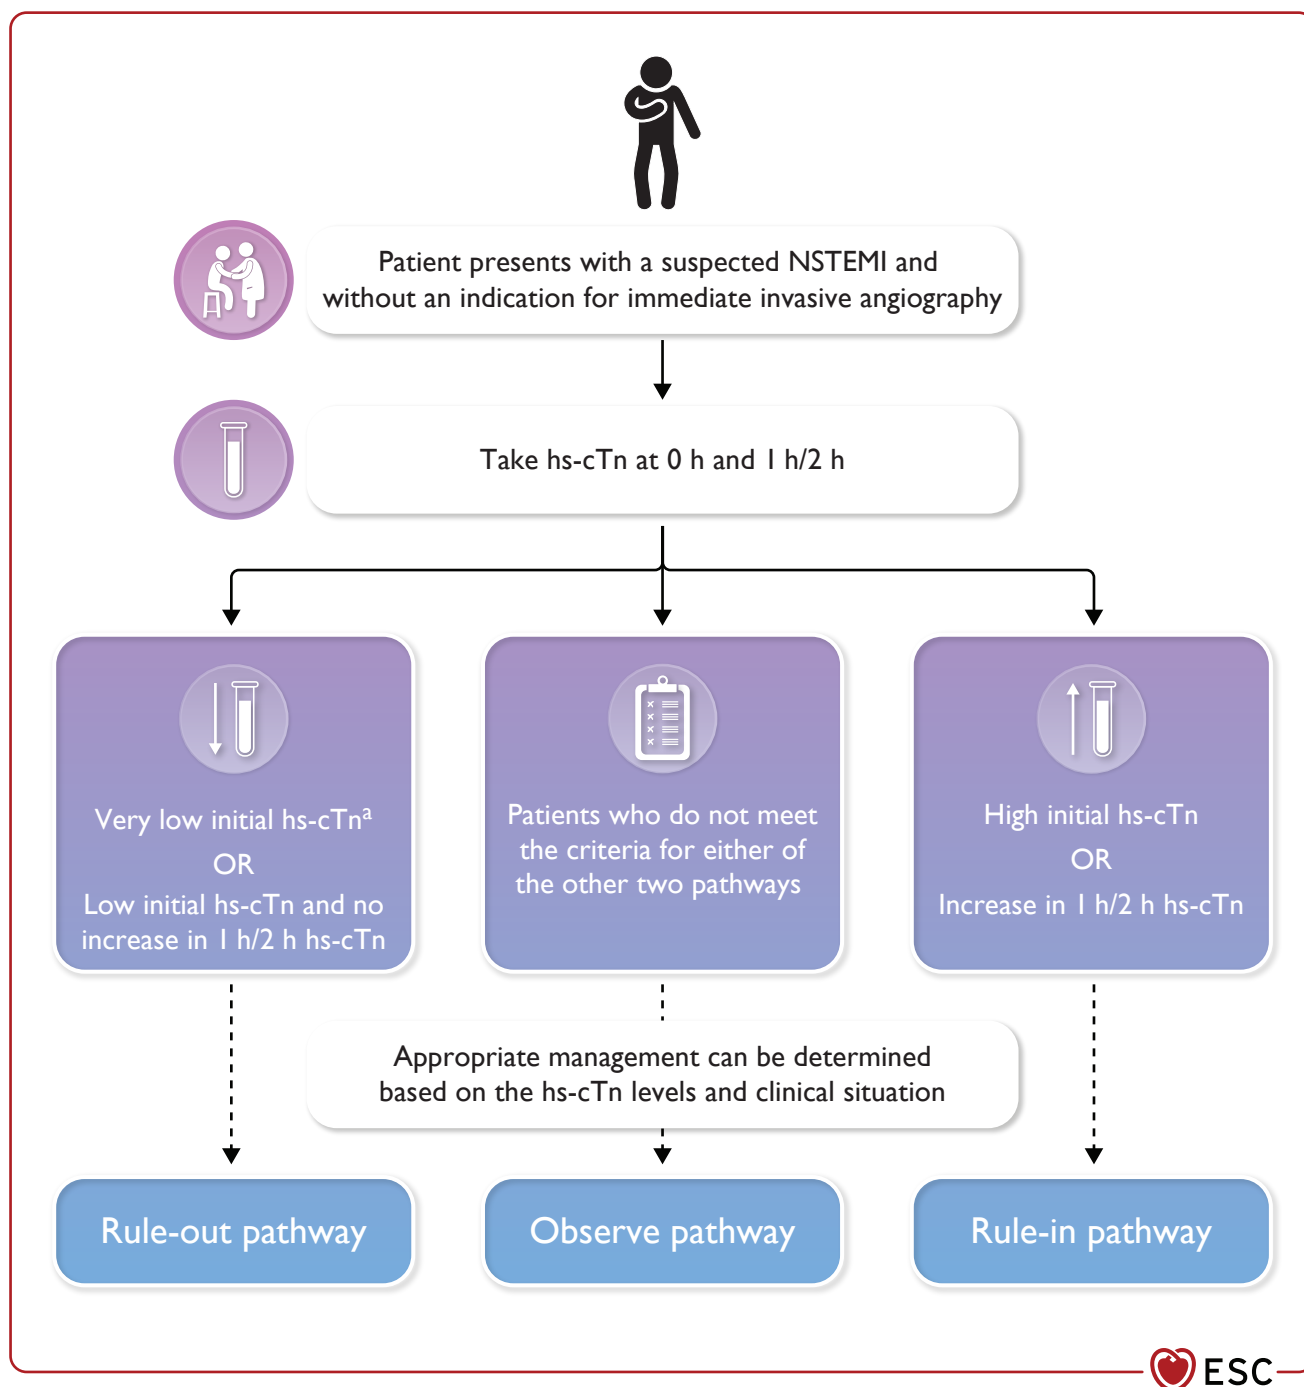 Patient presents with a suspected NSTEMI and
without an indication for immediate invasive angiography
Take hs-cTn at 0 h and 1 h/2 h
Very low initial hs-cTnᵃ
OR
Low initial hs-cTn and no
increase in 1 h/2 h hs-cTn
Patients who do not meet
the criteria for either of
the other two pathways
High initial hs-cTn
OR
Increase in 1 h/2 h hs-cTn
Appropriate management can be determined
based on the hs-cTn levels and clinical situation
Rule-out pathway
Observe pathway
Rule-in pathway
ESC